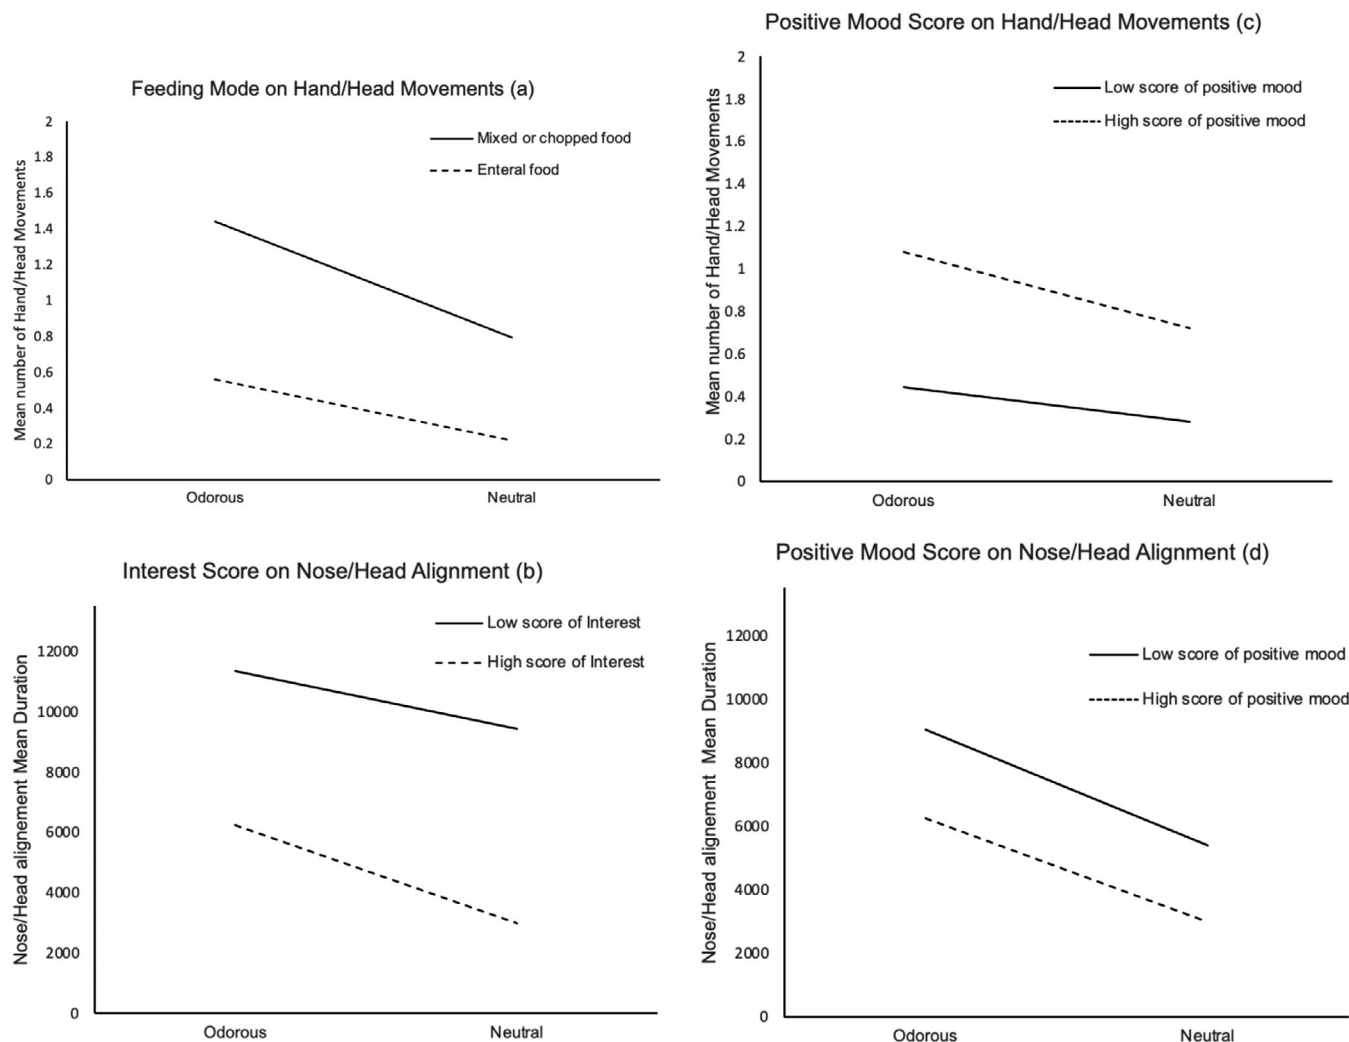 Feeding Mode on Hand/Head Movements (a)
Mean number of Hand/Head Movements
2
1.8
1.6
1.4
1.2
1
0.8
0.6
0.4
0.2
0
Mixed or chopped food
Enteral food
Odorous
Neutral
Positive Mood Score on Hand/Head Movements (c)
Mean number of Hand/Head Movements
2
1.8
1.6
1.4
1.2
1
0.8
0.6
0.4
0.2
0
Low score of positive mood
High score of positive mood
Odorous
Neutral
Interest Score on Nose/Head Alignment (b)
Nose/Head alignement Mean Duration
12000
10000
8000
6000
4000
2000
0
Low score of Interest
High score of Interest
Odorous
Neutral
Positive Mood Score on Nose/Head Alignment (d)
Nose/Head alignment Mean Duration
12000
10000
8000
6000
4000
2000
0
Low score of positive mood
High score of positive mood
Odorous
Neutral